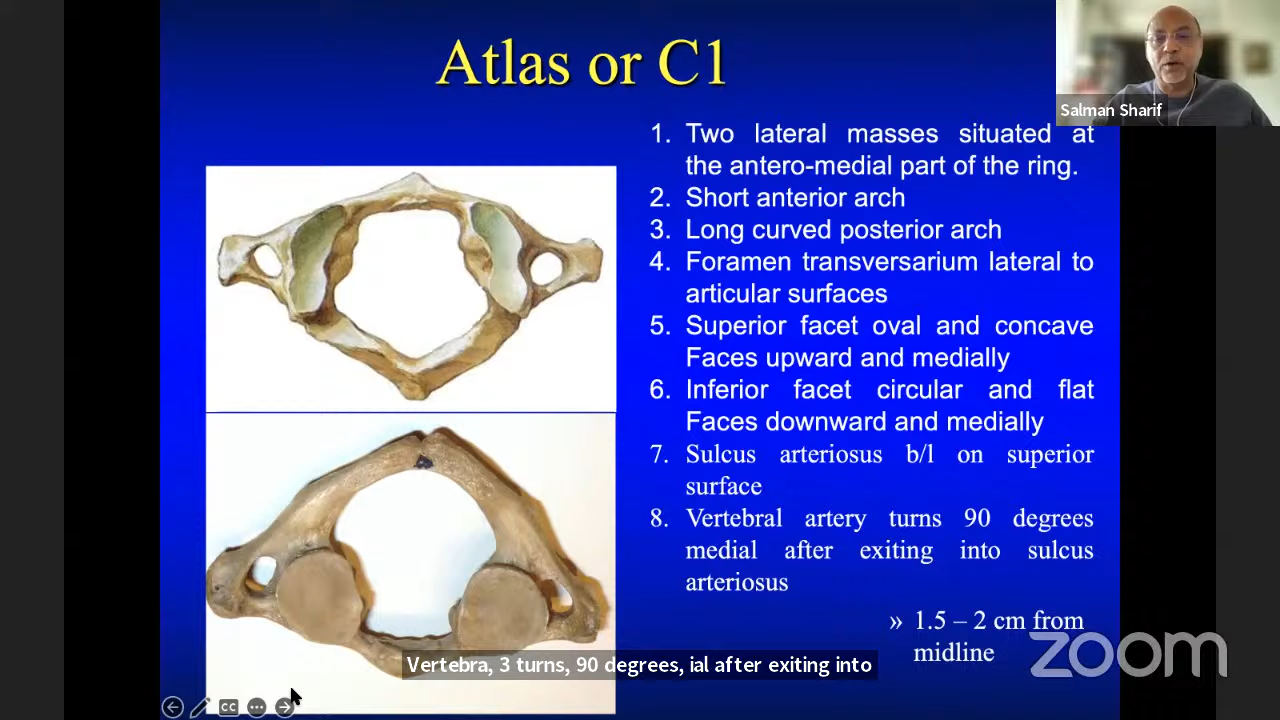 Atlas or C1
Salman Sharif
1. Two lateral masses situated at
the antero-medial part of the ring.
2. Short anterior arch
3. Long curved posterior arch
4. Foramen transversarium lateral to
articular surfaces
5. Superior facet oval and concave
Faces upward and medially
6. Inferior facet circular and flat
Faces downward and medially
7. Sulcus arteriosus b/l on superior
surface
8. Vertebral artery turns 90 degrees
medial after exiting into sulcus
arteriosus
» 1.5 – 2 cm from
midline
zoom
Vertebra, 3 turns, 90 degrees, ial after exiting into
CC